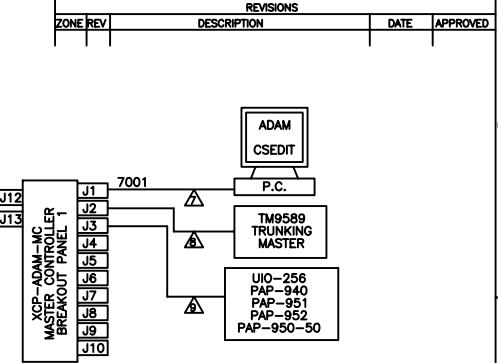 REVISIONS
ZONE REV DESCRIPTION DATE APPROVED
ADAM
CSEDIT
P.C.
7001
7
TM9589
TRUNKING
MASTER
8
UIO-256
PAP-940
PAP-951
PAP-952
PAP-950-50
9
J12
J13
XCP-ADAM-MC
MASTER CONTROLLER
BREAKOUT PANEL 1
J1
J2
J3
J4
J5
J6
J7
J8
J9
J10